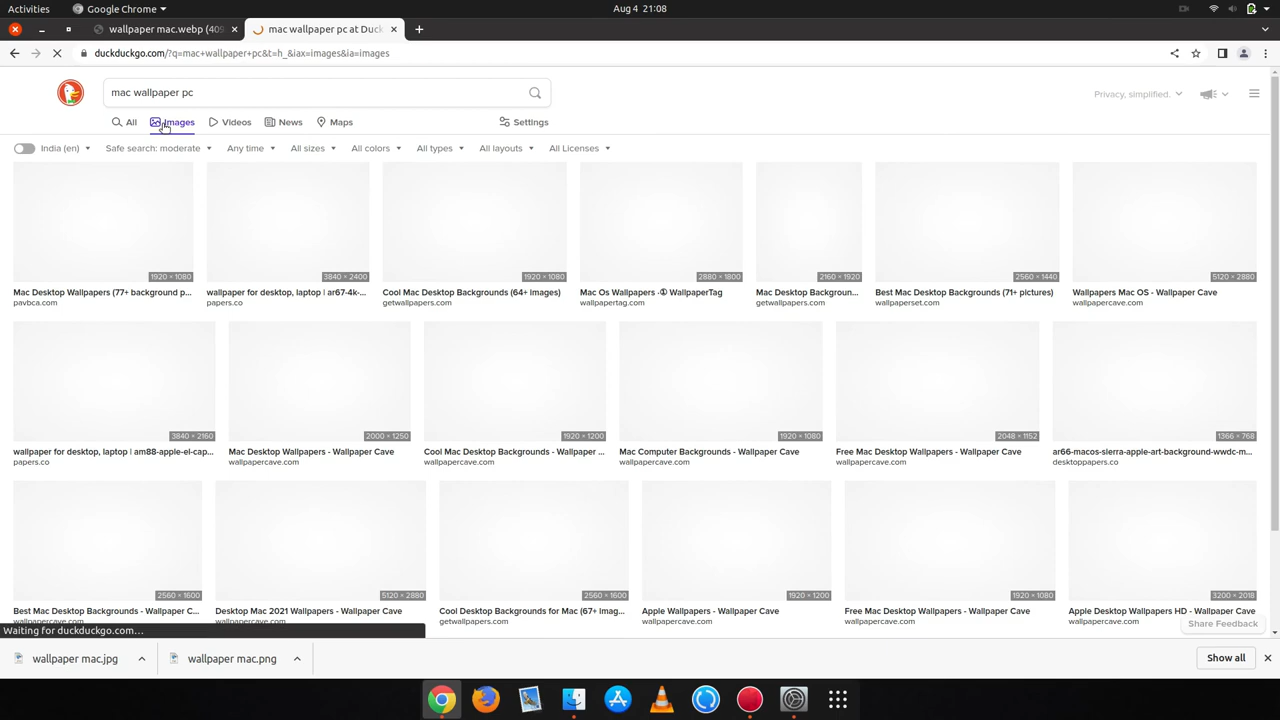 Activities
Google Chrome
Aug 4 21:08
wallpaper mac.webp (409
mac wallpaper pc at Duck
duckduckgo.com/?q=mac+wallpaper+pc&t=h_&iax=images&ia=images
mac wallpaper pc
Privacy, simplified.
All
Images
Videos
News
Maps
Settings
India (en)
Safe search: moderate
Any time
All sizes
All colors
All types
All layouts
All Licenses
1920 × 1080
3840 × 2400
1920 × 1080
2880 × 1800
2160 × 1920
2560 × 1440
5120 × 2880
Mac Desktop Wallpapers (77+ background p...
wallpaper for desktop, laptop | ar67-4k-...
Cool Mac Desktop Backgrounds (64+ images)
Mac Os Wallpapers ·① WallpaperTag
Mac Desktop Backgroun...
Best Mac Desktop Backgrounds (71+ pictures)
Wallpapers Mac OS - Wallpaper Cave
pavbca.com
papers.co
getwallpapers.com
wallpapertag.com
getwallpapers.com
wallpaperset.com
wallpapercave.com
3840 × 2160
2000 × 1250
1920 × 1200
1920 × 1080
2048 × 1152
1366 × 768
wallpaper for desktop, laptop | am88-apple-el-cap...
Mac Desktop Wallpapers - Wallpaper Cave
Cool Mac Desktop Backgrounds - Wallpaper ...
Mac Computer Backgrounds - Wallpaper Cave
Free Mac Desktop Wallpapers - Wallpaper Cave
ar66-macos-sierra-apple-art-background-wwdc-m...
papers.co
wallpapercave.com
wallpapercave.com
wallpapercave.com
wallpapercave.com
desktoppapers.co
2560 × 1600
5120 × 2880
2560 × 1600
1920 × 1200
1920 × 1080
3200 × 2018
Best Mac Desktop Backgrounds - Wallpaper C...
Desktop Mac 2021 Wallpapers - Wallpaper Cave
Cool Desktop Backgrounds for Mac (67+ imag...
Apple Wallpapers - Wallpaper Cave
Free Mac Desktop Wallpapers - Wallpaper Cave
Apple Desktop Wallpapers HD - Wallpaper Cave
getwallpapers.com
wallpapercave.com
wallpapercave.com
wallpapercave.com
Share Feedback
Waiting for duckduckgo.com...
wallpaper mac.jpg
wallpaper mac.png
Show all